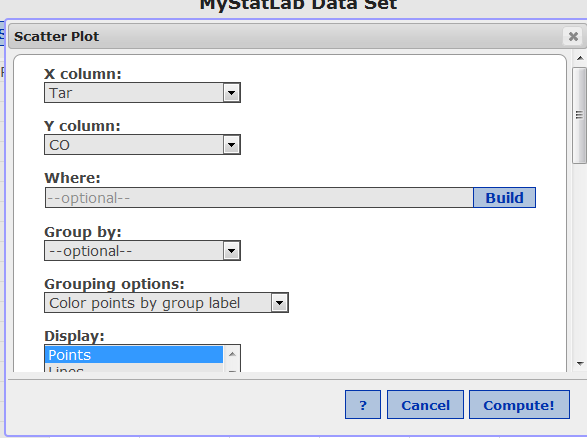 MyStatLab Data Set
Scatter Plot
X column:
Tar
Y column:
CO
Where:
--optional--
Build
Group by:
--optional--
Grouping options:
Color points by group label
Display:
Points
Lines
?
Cancel
Compute!